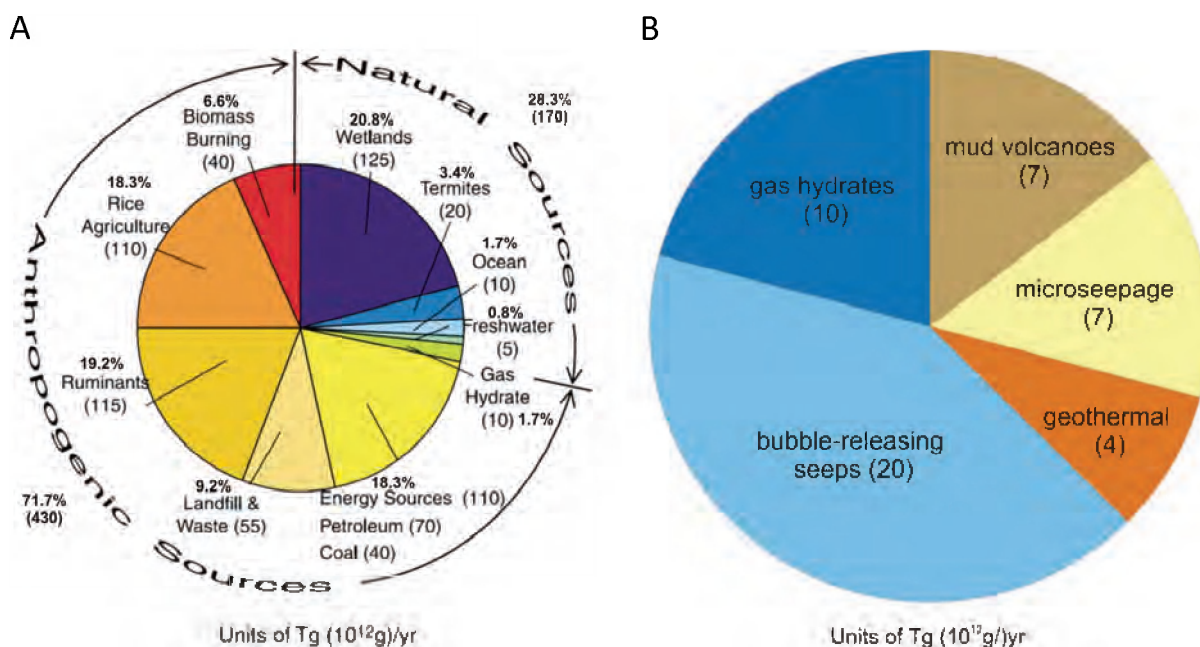 A
Natural Sources
28.3%
(170)
6.6%
Biomass
Burning
(40)
20.8%
Wetlands
(125)
3.4%
Termites
(20)
1.7%
Ocean
(10)
0.8%
Freshwater
(5)
Gas
Hydrate
(10) 1.7%
18.3%
Rice
Agriculture
(110)
19.2%
Ruminants
(115)
9.2%
Landfill &
Waste (55)
18.3%
Energy Sources (110)
Petroleum (70)
Coal (40)
Anthropogenic Sources
71.7%
(430)
Units of Tg (10¹²g)/yr
B
gas hydrates
(10)
mud volcanoes
(7)
microseepage
(7)
geothermal
(4)
bubble-releasing
seeps (20)
Units of Tg (10¹²g/)yr